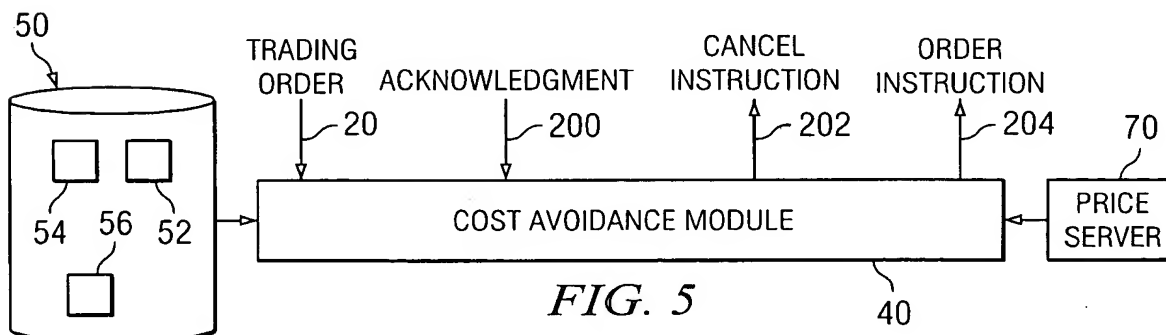 50
TRADING
ORDER
20
ACKNOWLEDGMENT
200
CANCEL
INSTRUCTION
202
ORDER
INSTRUCTION
204
70
54
52
56
COST AVOIDANCE MODULE
PRICE
SERVER
40
FIG. 5